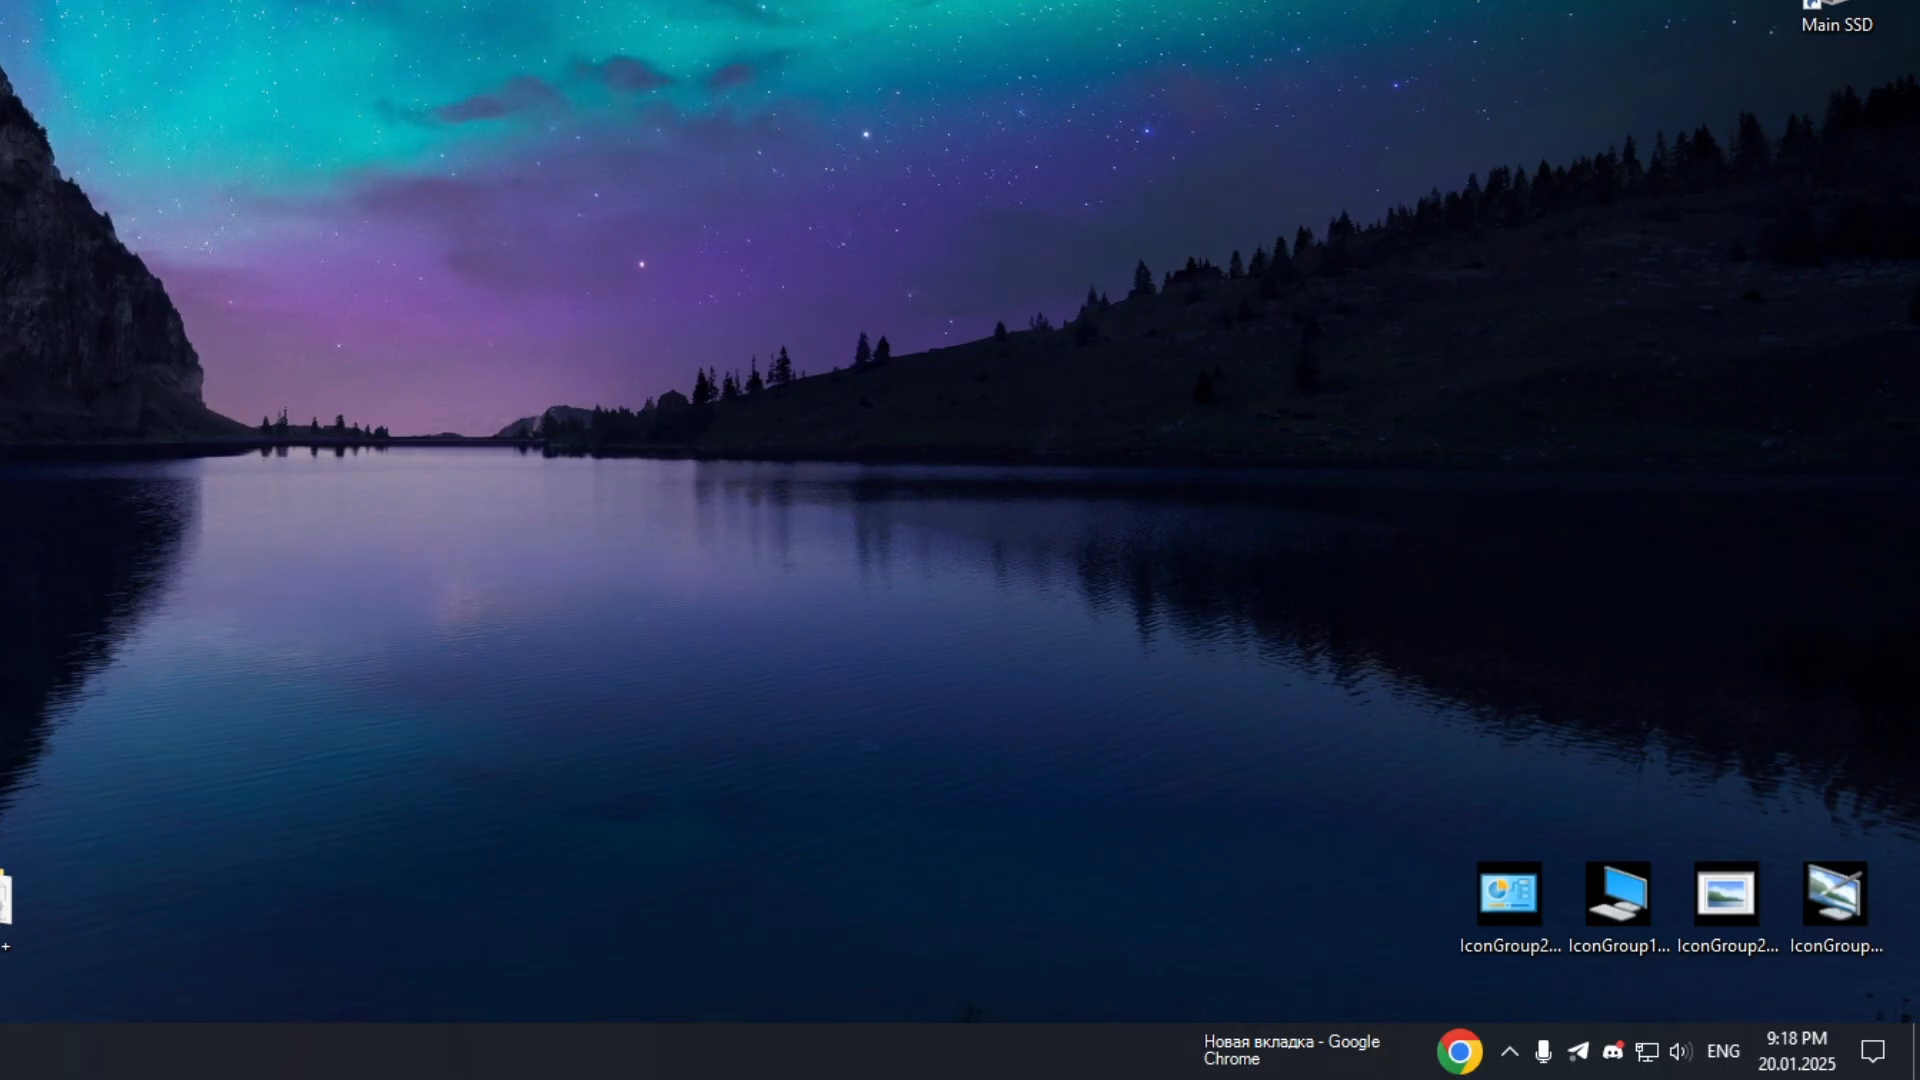 Main SSD
+
IconGroup2... IconGroup1... IconGroup2... IconGroup...
Новая вкладка - Google
Chrome
ENG
9:18 PM
20.01.2025